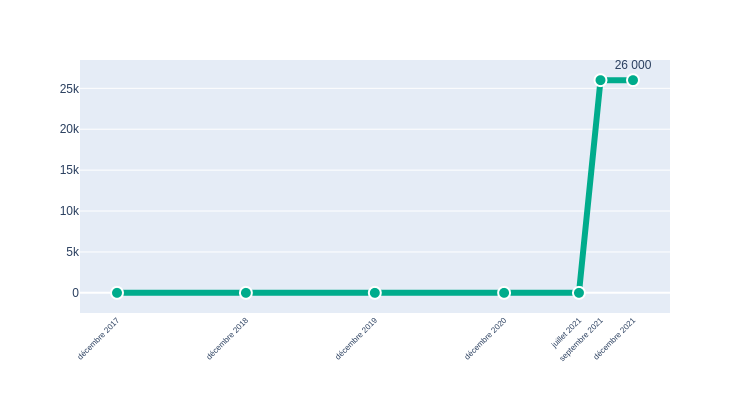 26 000
25k
20k
15k
10k
5k
0
décembre 2017
décembre 2018
décembre 2019
décembre 2020
juillet 2021
septembre 2021
décembre 2021